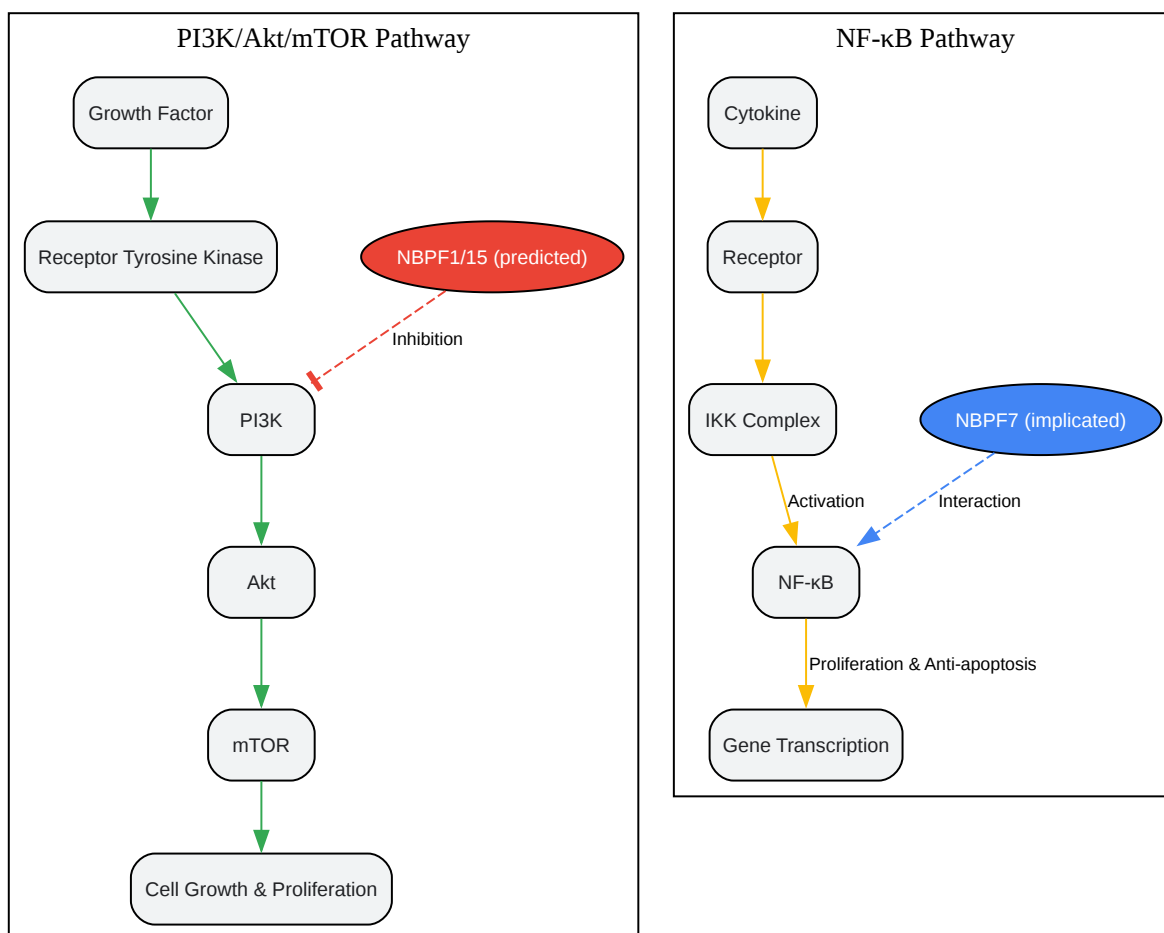 PI3K/Akt/mTOR Pathway
Growth Factor
Receptor Tyrosine Kinase
NBPF1/15 (predicted)
Inhibition
PI3K
Akt
mTOR
Cell Growth & Proliferation
NF-κB Pathway
Cytokine
Receptor
IKK Complex
NBPF7 (implicated)
Activation
Interaction
NF-κB
Proliferation & Anti-apoptosis
Gene Transcription